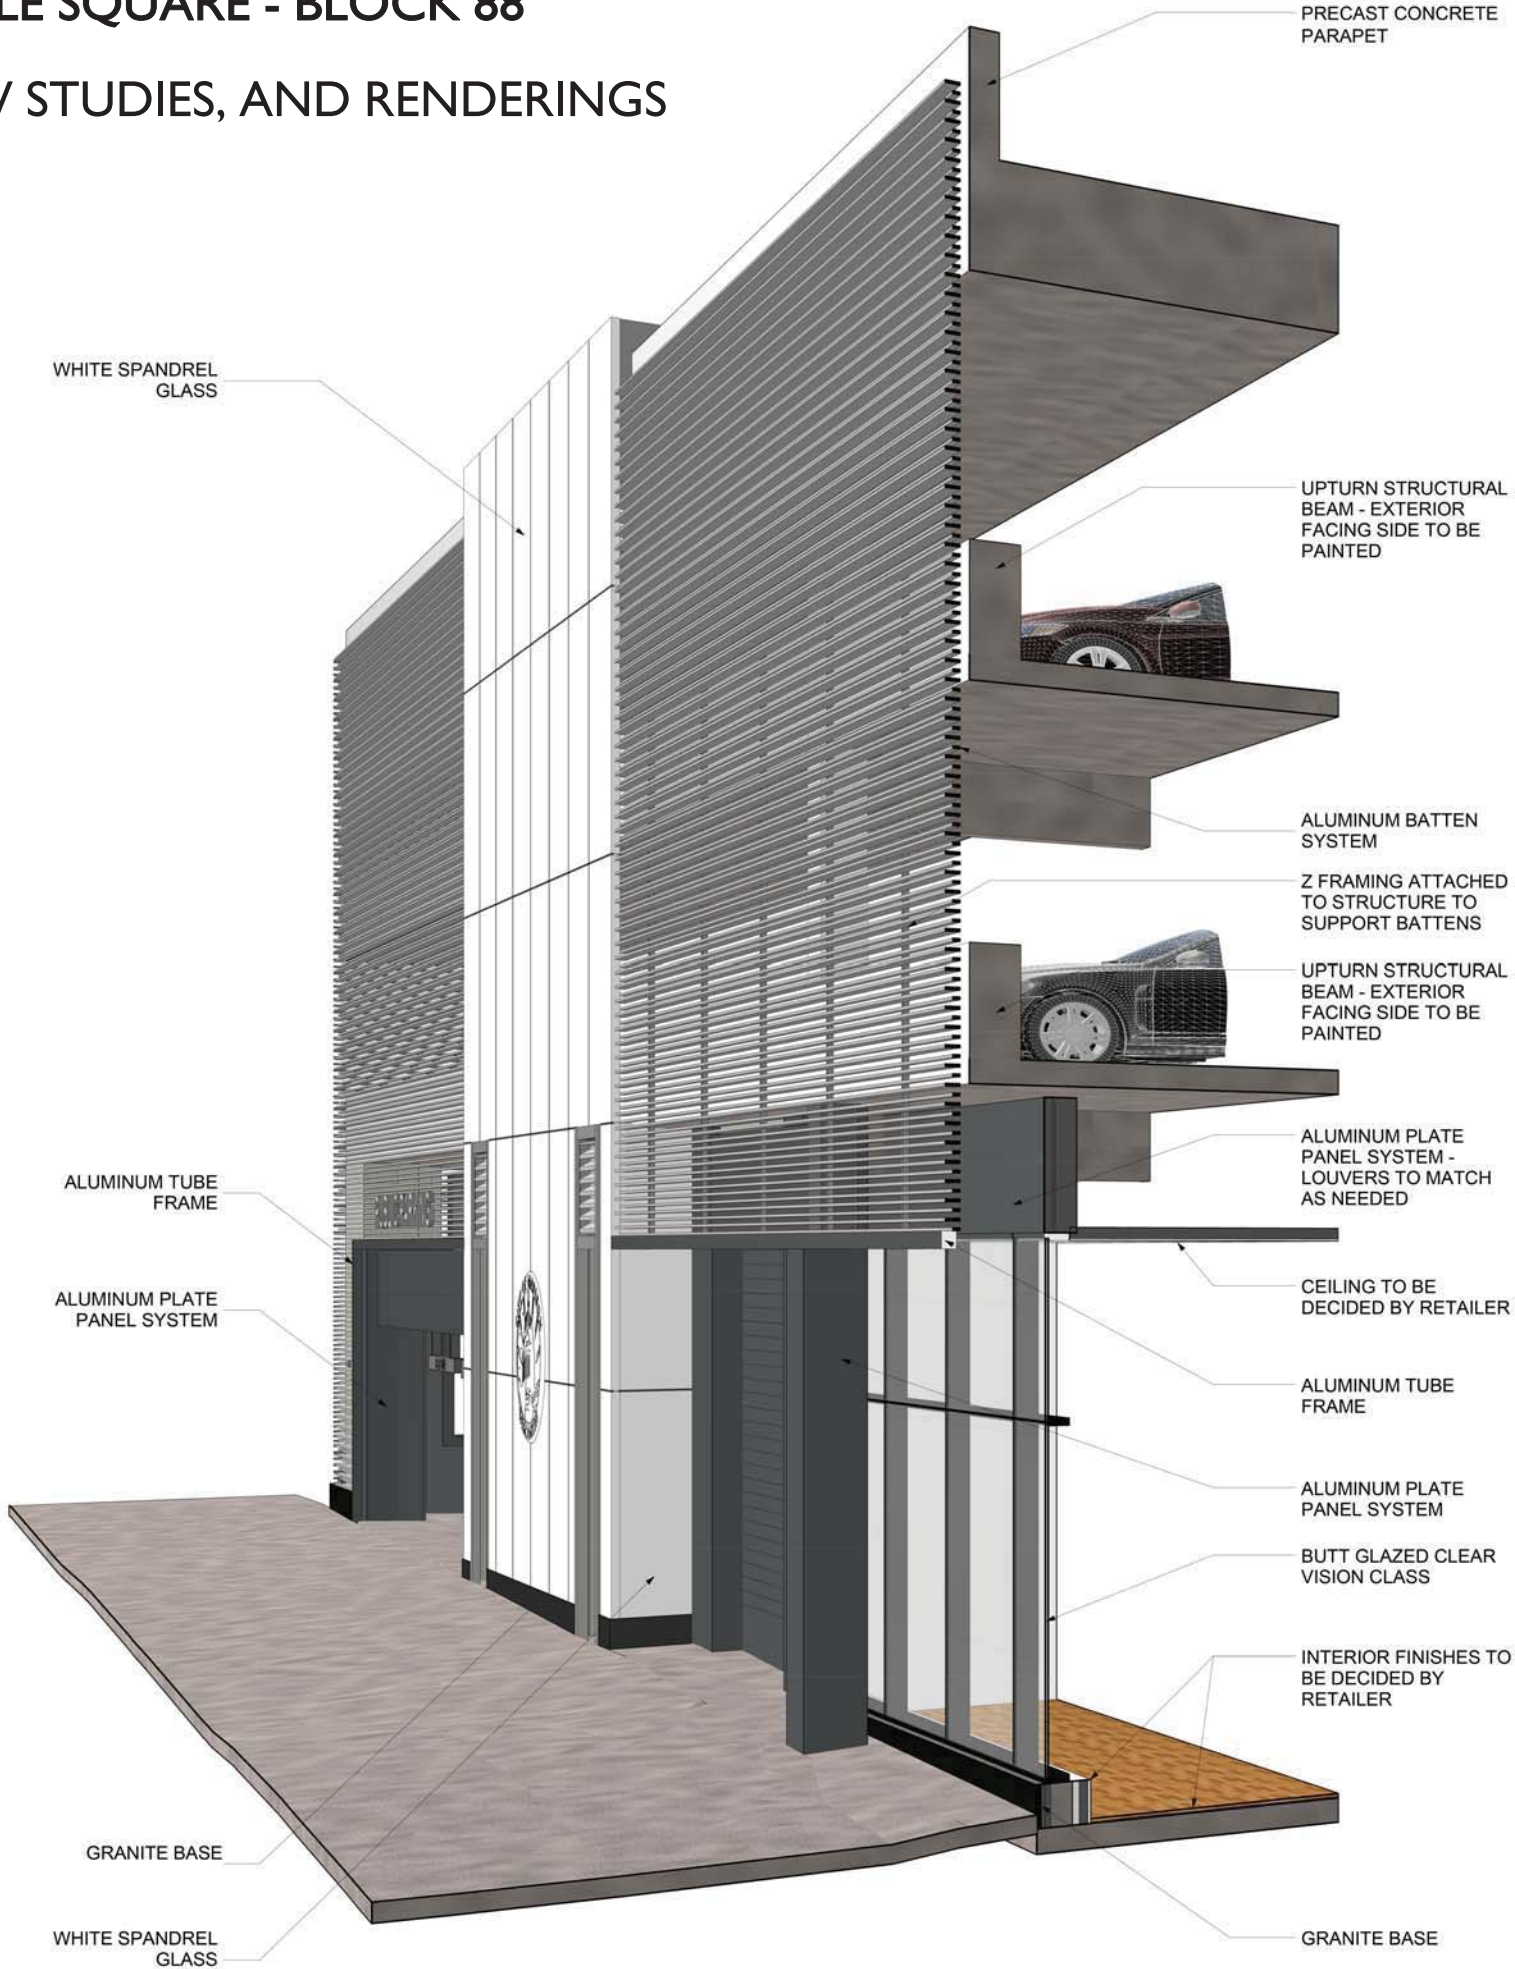 LE SQUARE - BLOCK 88
STUDIES, AND RENDERINGS
PRECAST CONCRETE
PARAPET
WHITE SPANDREL
GLASS
UPTURN STRUCTURAL
BEAM - EXTERIOR
FACING SIDE TO BE
PAINTED
ALUMINUM BATTEN
SYSTEM
Z FRAMING ATTACHED
TO STRUCTURE TO
SUPPORT BATTENS
UPTURN STRUCTURAL
BEAM - EXTERIOR
FACING SIDE TO BE
PAINTED
ALUMINUM PLATE
PANEL SYSTEM -
LOUVERS TO MATCH
AS NEEDED
ALUMINUM TUBE
FRAME
ALUMINUM PLATE
PANEL SYSTEM
CEILING TO BE
DECIDED BY RETAILER
ALUMINUM TUBE
FRAME
ALUMINUM PLATE
PANEL SYSTEM
BUTT GLAZED CLEAR
VISION CLASS
INTERIOR FINISHES TO
BE DECIDED BY
RETAILER
GRANITE BASE
WHITE SPANDREL
GLASS
GRANITE BASE